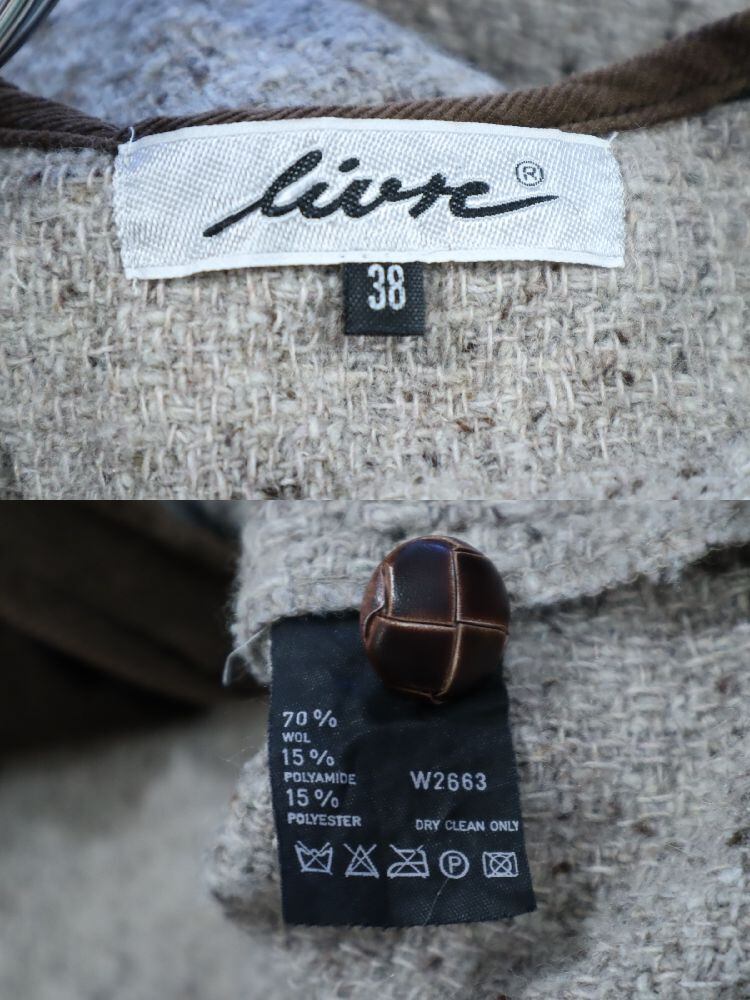 livre ®
38
70%
WOL
15%
POLYAMIDE
15%
POLYESTER
W2663
DRY CLEAN ONLY
P